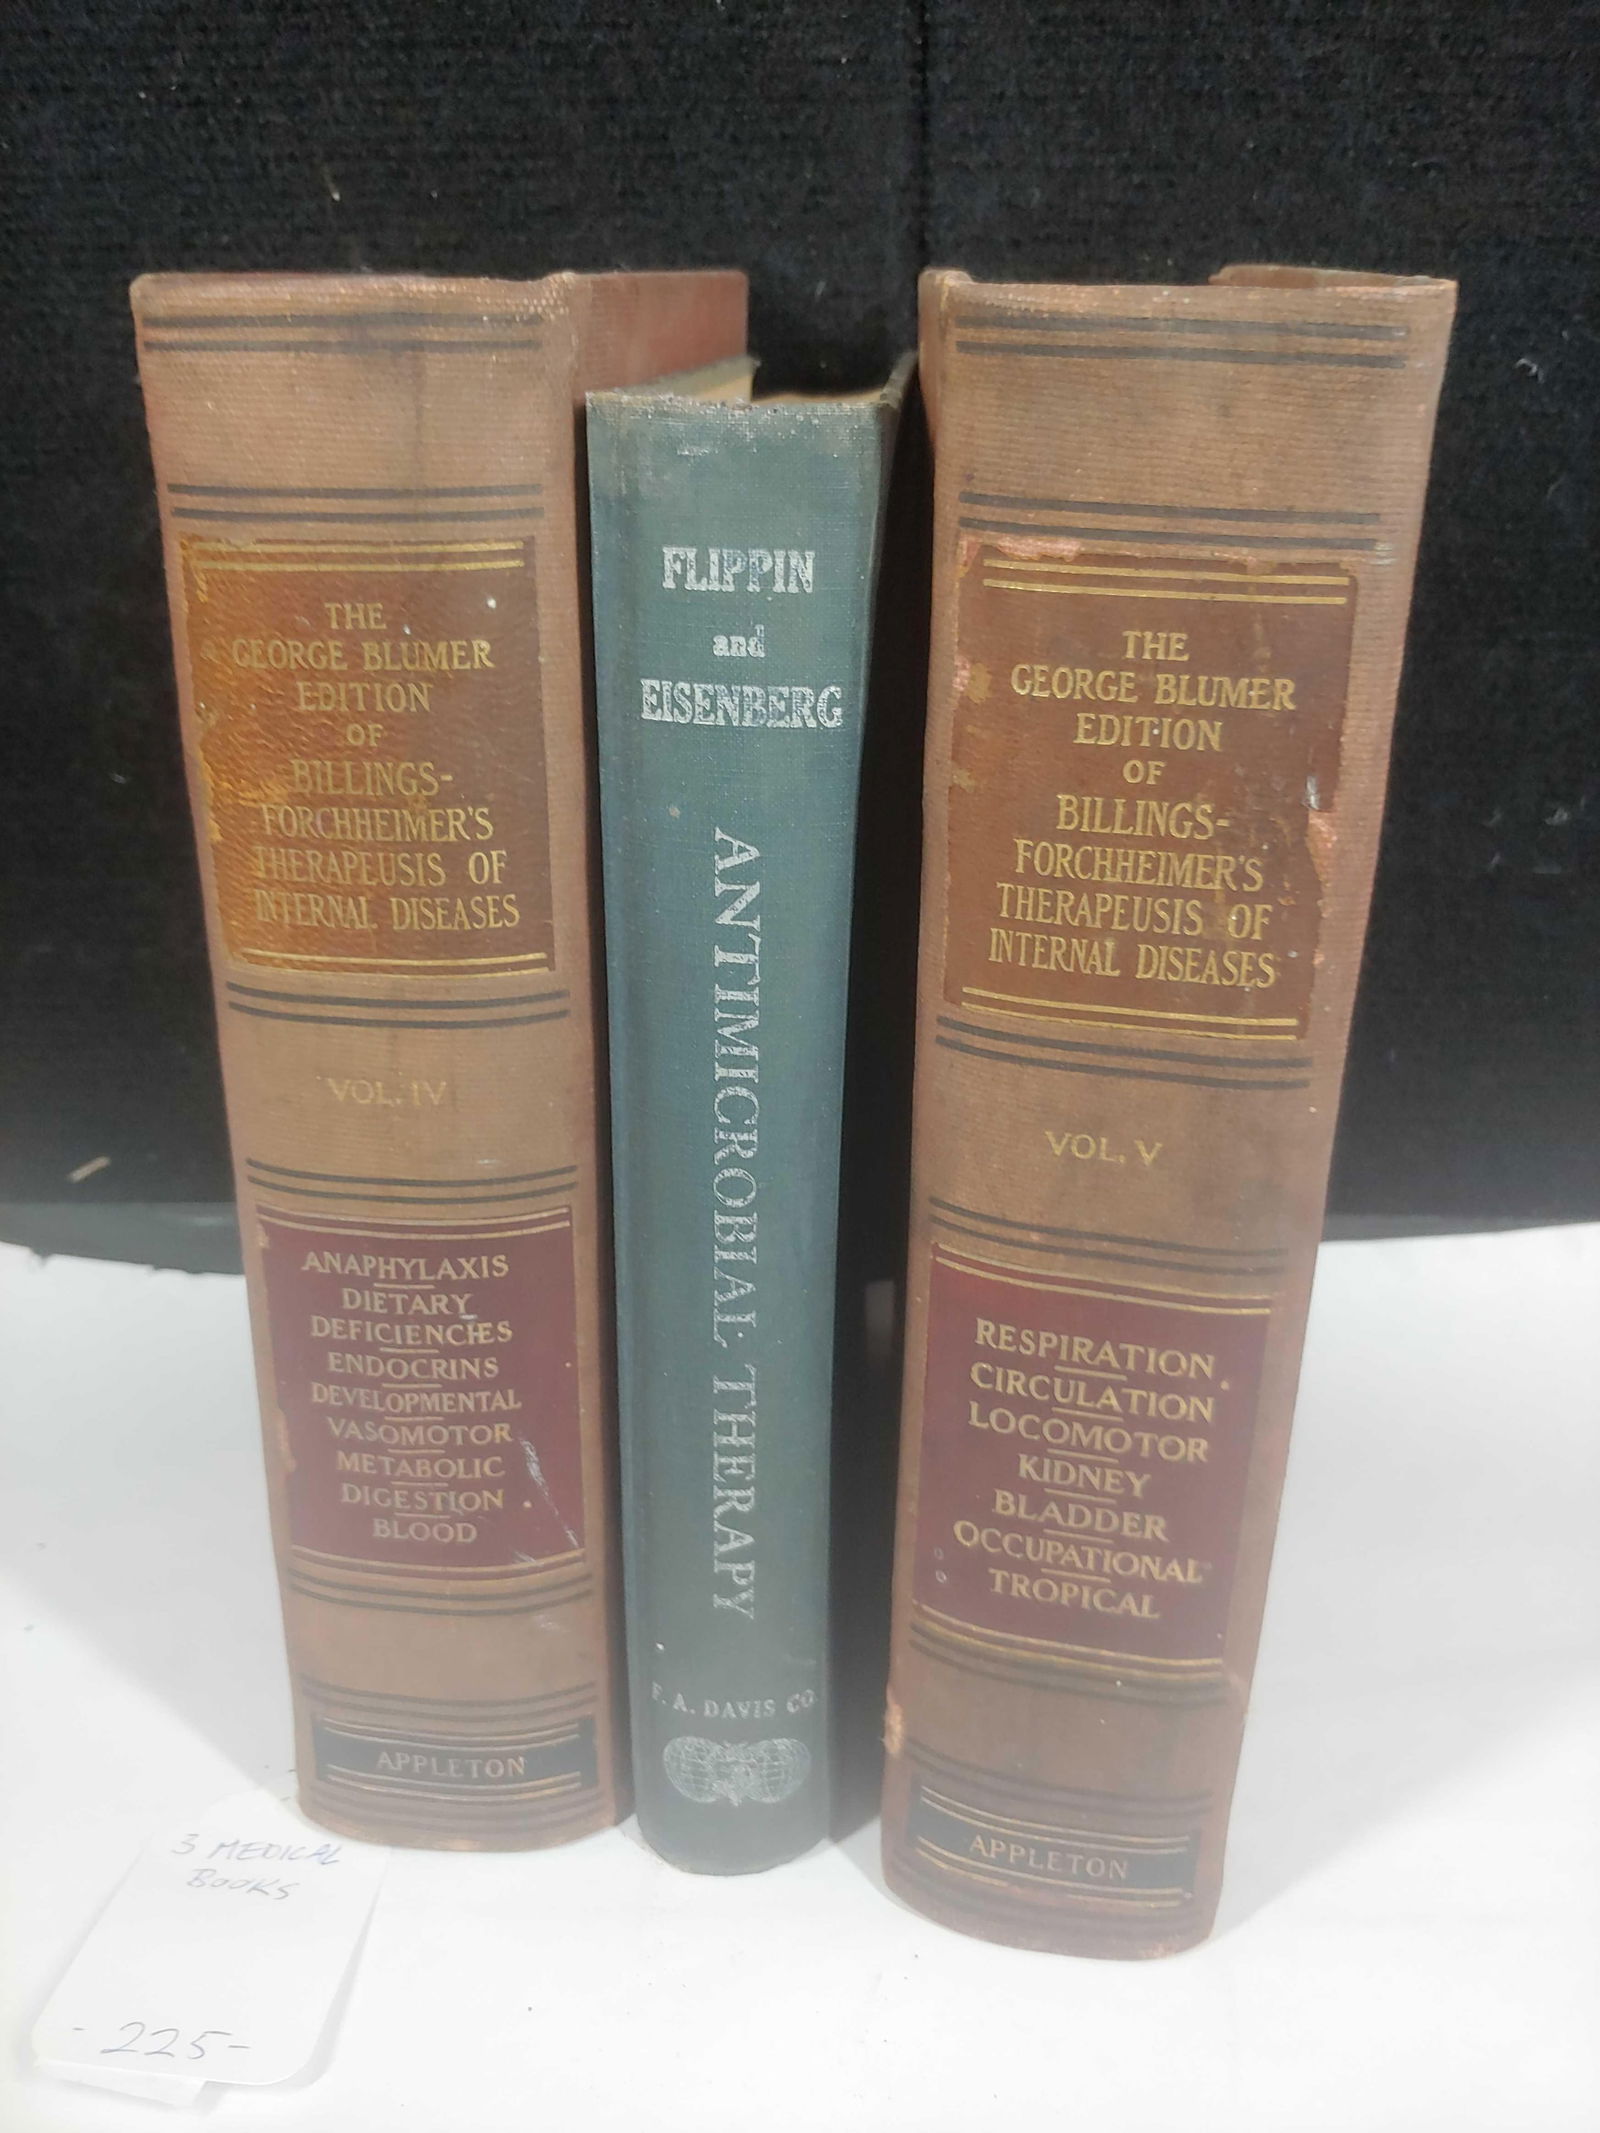 THE
GEORGE BLUMER
EDITION
OF
BILLINGS-
FORCHHEIMER'S
THERAPEUSIS OF
INTERNAL DISEASES
VOL. IV
ANAPHYLAXIS
DIETARY
DEFICIENCIES
ENDOCRINS
DEVELOPMENTAL
VASOMOTOR
METABOLIC
DIGESTION
BLOOD
APPLETON
FLIPPIN
and
EISENBERG
ANTIMICROBIAL THERAPY
F. A. DAVIS CO.
THE
GEORGE BLUMER
EDITION
OF
BILLINGS-
FORCHHEIMER'S
THERAPEUSIS OF
INTERNAL DISEASES
VOL. V
RESPIRATION
CIRCULATION
LOCOMOTOR
KIDNEY
BLADDER
OCCUPATIONAL
TROPICAL
APPLETON
3 MEDICAL
BOOKS
- 225-